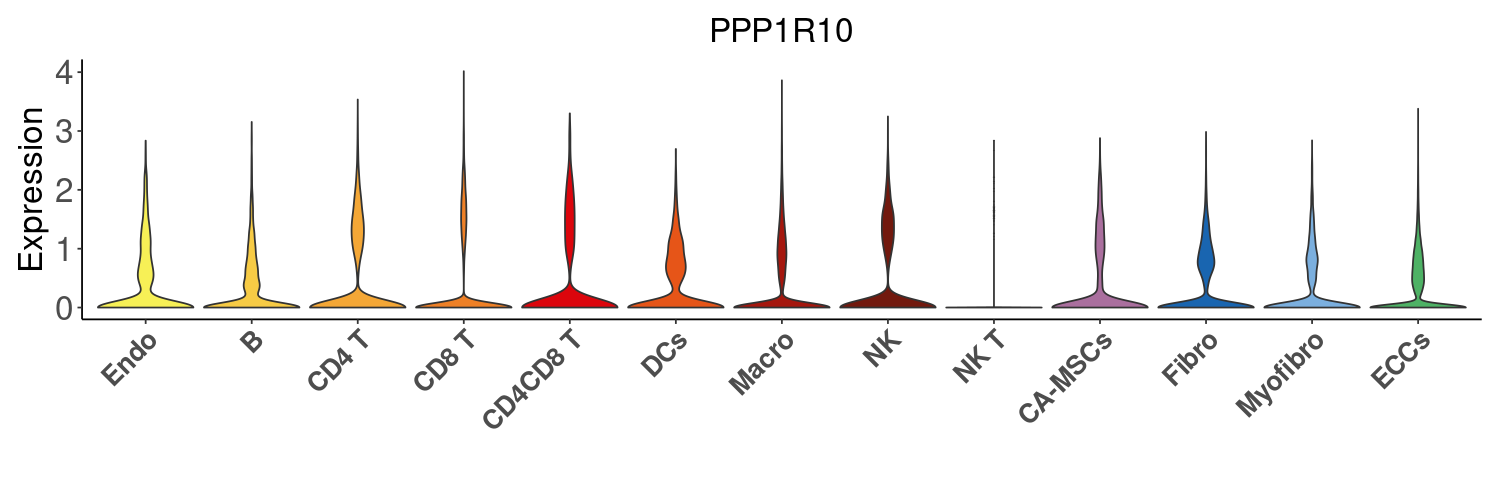 PPP1R10
Expression
4
3
2
1
0
Endo
B
CD4 T
CD8 T
CD4CD8 T
DCs
Macro
NK
NK T
CA-MSCs
Fibro
Myofibro
ECCs